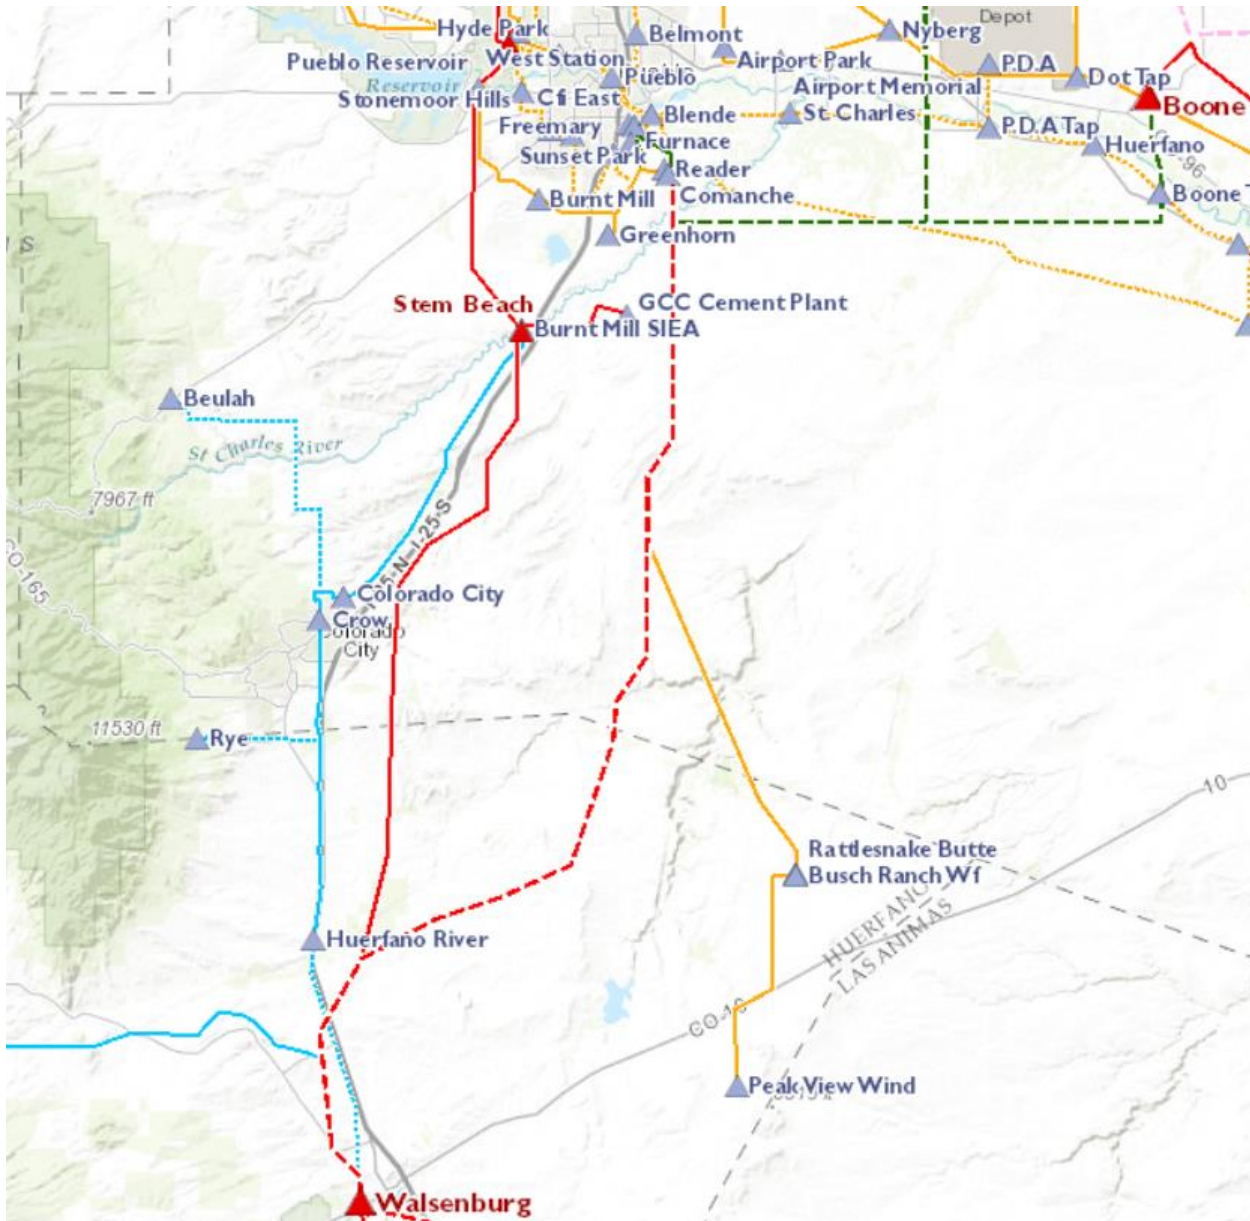 Depot
Hyde Park
Belmont
Nyberg
West Station
Airport Park
P.D.A
Pueblo Reservoir
Reservoir
Pueblo
Dot Tap
Stonemoor Hills
Cfi East
Airport Memorial
Boone
Freemary
Blende
St. Charles
P.D.A Tap
Furnace
Huerfano
Sunset Park
Reader
Burnt Mill
Comanche
Boone T
Greenhorn
Stem Beach
GCC Cement Plant
Burnt Mill SIEA
Beulah
St Charles River
7967 ft
CO-165
Colorado City
Crow
Colorado
City
11530 ft
Rye
10
Rattlesnake Butte
Busch Ranch Wf
HUERFANO
LAS ANIMAS
Huerfano River
Peak View Wind
Walsenburg